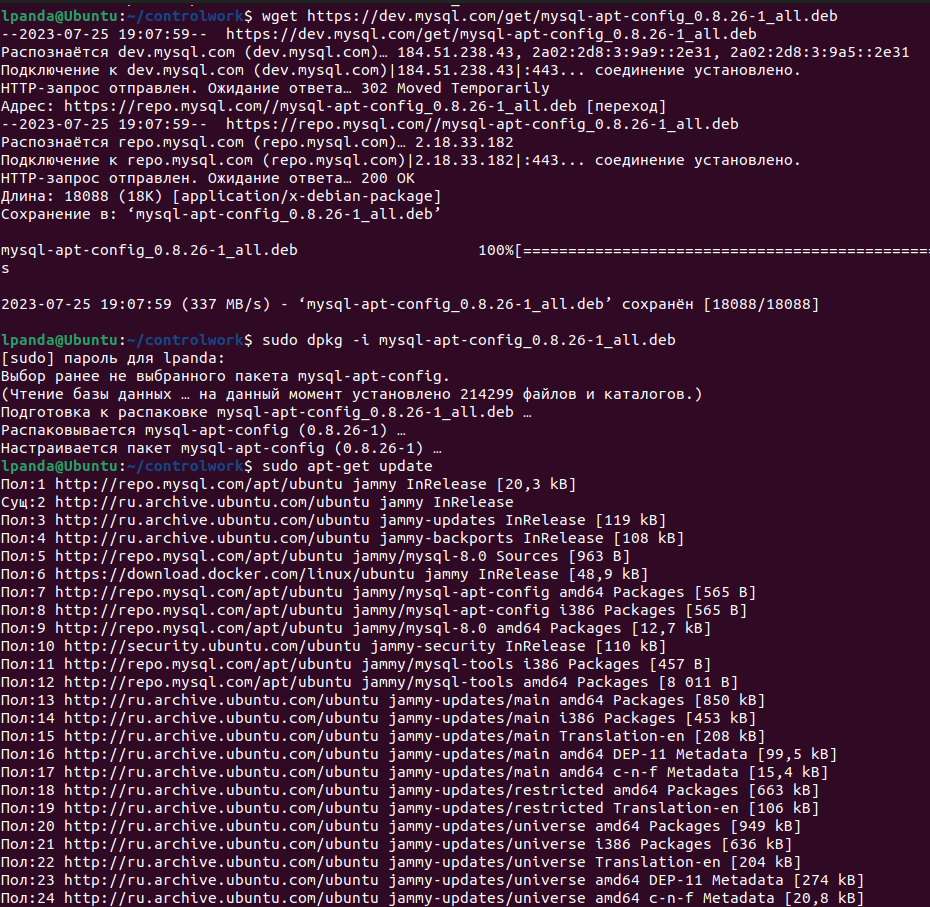 lpanda@Ubuntu:~/controlwork$ wget https://dev.mysql.com/get/mysql-apt-config_0.8.26-1_all.deb
--2023-07-25 19:07:59--  https://dev.mysql.com/get/mysql-apt-config_0.8.26-1_all.deb
Распознаётся dev.mysql.com (dev.mysql.com)… 184.51.238.43, 2a02:2d8:3:9a9::2e31, 2a02:2d8:3:9a5::2e31
Подключение к dev.mysql.com (dev.mysql.com)|184.51.238.43|:443... соединение установлено.
HTTP-запрос отправлен. Ожидание ответа… 302 Moved Temporarily
Адрес: https://repo.mysql.com//mysql-apt-config_0.8.26-1_all.deb [переход]
--2023-07-25 19:07:59--  https://repo.mysql.com//mysql-apt-config_0.8.26-1_all.deb
Распознаётся repo.mysql.com (repo.mysql.com)… 2.18.33.182
Подключение к repo.mysql.com (repo.mysql.com)|2.18.33.182|:443... соединение установлено.
HTTP-запрос отправлен. Ожидание ответа… 200 OK
Длина: 18088 (18K) [application/x-debian-package]
Сохранение в: ‘mysql-apt-config_0.8.26-1_all.deb’
mysql-apt-config_0.8.26-1_all.deb                    100%[==============================================
s
2023-07-25 19:07:59 (337 MB/s) - ‘mysql-apt-config_0.8.26-1_all.deb’ сохранён [18088/18088]
lpanda@Ubuntu:~/controlwork$ sudo dpkg -i mysql-apt-config_0.8.26-1_all.deb
[sudo] пароль для lpanda:
Выбор ранее не выбранного пакета mysql-apt-config.
(Чтение базы данных … на данный момент установлено 214299 файлов и каталогов.)
Подготовка к распаковке mysql-apt-config_0.8.26-1_all.deb …
Распаковывается mysql-apt-config (0.8.26-1) …
Настраивается пакет mysql-apt-config (0.8.26-1) …
lpanda@Ubuntu:~/controlwork$ sudo apt-get update
Пол:1 http://repo.mysql.com/apt/ubuntu jammy InRelease [20,3 kB]
Сущ:2 http://ru.archive.ubuntu.com/ubuntu jammy InRelease
Пол:3 http://ru.archive.ubuntu.com/ubuntu jammy-updates InRelease [119 kB]
Пол:4 http://ru.archive.ubuntu.com/ubuntu jammy-backports InRelease [108 kB]
Пол:5 http://repo.mysql.com/apt/ubuntu jammy/mysql-8.0 Sources [963 B]
Пол:6 https://download.docker.com/linux/ubuntu jammy InRelease [48,9 kB]
Пол:7 http://repo.mysql.com/apt/ubuntu jammy/mysql-apt-config amd64 Packages [565 B]
Пол:8 http://repo.mysql.com/apt/ubuntu jammy/mysql-apt-config i386 Packages [565 B]
Пол:9 http://repo.mysql.com/apt/ubuntu jammy/mysql-8.0 amd64 Packages [12,7 kB]
Пол:10 http://security.ubuntu.com/ubuntu jammy-security InRelease [110 kB]
Пол:11 http://repo.mysql.com/apt/ubuntu jammy/mysql-tools i386 Packages [457 B]
Пол:12 http://repo.mysql.com/apt/ubuntu jammy/mysql-tools amd64 Packages [8 011 B]
Пол:13 http://ru.archive.ubuntu.com/ubuntu jammy-updates/main amd64 Packages [850 kB]
Пол:14 http://ru.archive.ubuntu.com/ubuntu jammy-updates/main i386 Packages [453 kB]
Пол:15 http://ru.archive.ubuntu.com/ubuntu jammy-updates/main Translation-en [208 kB]
Пол:16 http://ru.archive.ubuntu.com/ubuntu jammy-updates/main amd64 DEP-11 Metadata [99,5 kB]
Пол:17 http://ru.archive.ubuntu.com/ubuntu jammy-updates/main amd64 c-n-f Metadata [15,4 kB]
Пол:18 http://ru.archive.ubuntu.com/ubuntu jammy-updates/restricted amd64 Packages [663 kB]
Пол:19 http://ru.archive.ubuntu.com/ubuntu jammy-updates/restricted Translation-en [106 kB]
Пол:20 http://ru.archive.ubuntu.com/ubuntu jammy-updates/universe amd64 Packages [949 kB]
Пол:21 http://ru.archive.ubuntu.com/ubuntu jammy-updates/universe i386 Packages [636 kB]
Пол:22 http://ru.archive.ubuntu.com/ubuntu jammy-updates/universe Translation-en [204 kB]
Пол:23 http://ru.archive.ubuntu.com/ubuntu jammy-updates/universe amd64 DEP-11 Metadata [274 kB]
Пол:24 http://ru.archive.ubuntu.com/ubuntu jammy-updates/universe amd64 c-n-f Metadata [20,8 kB]